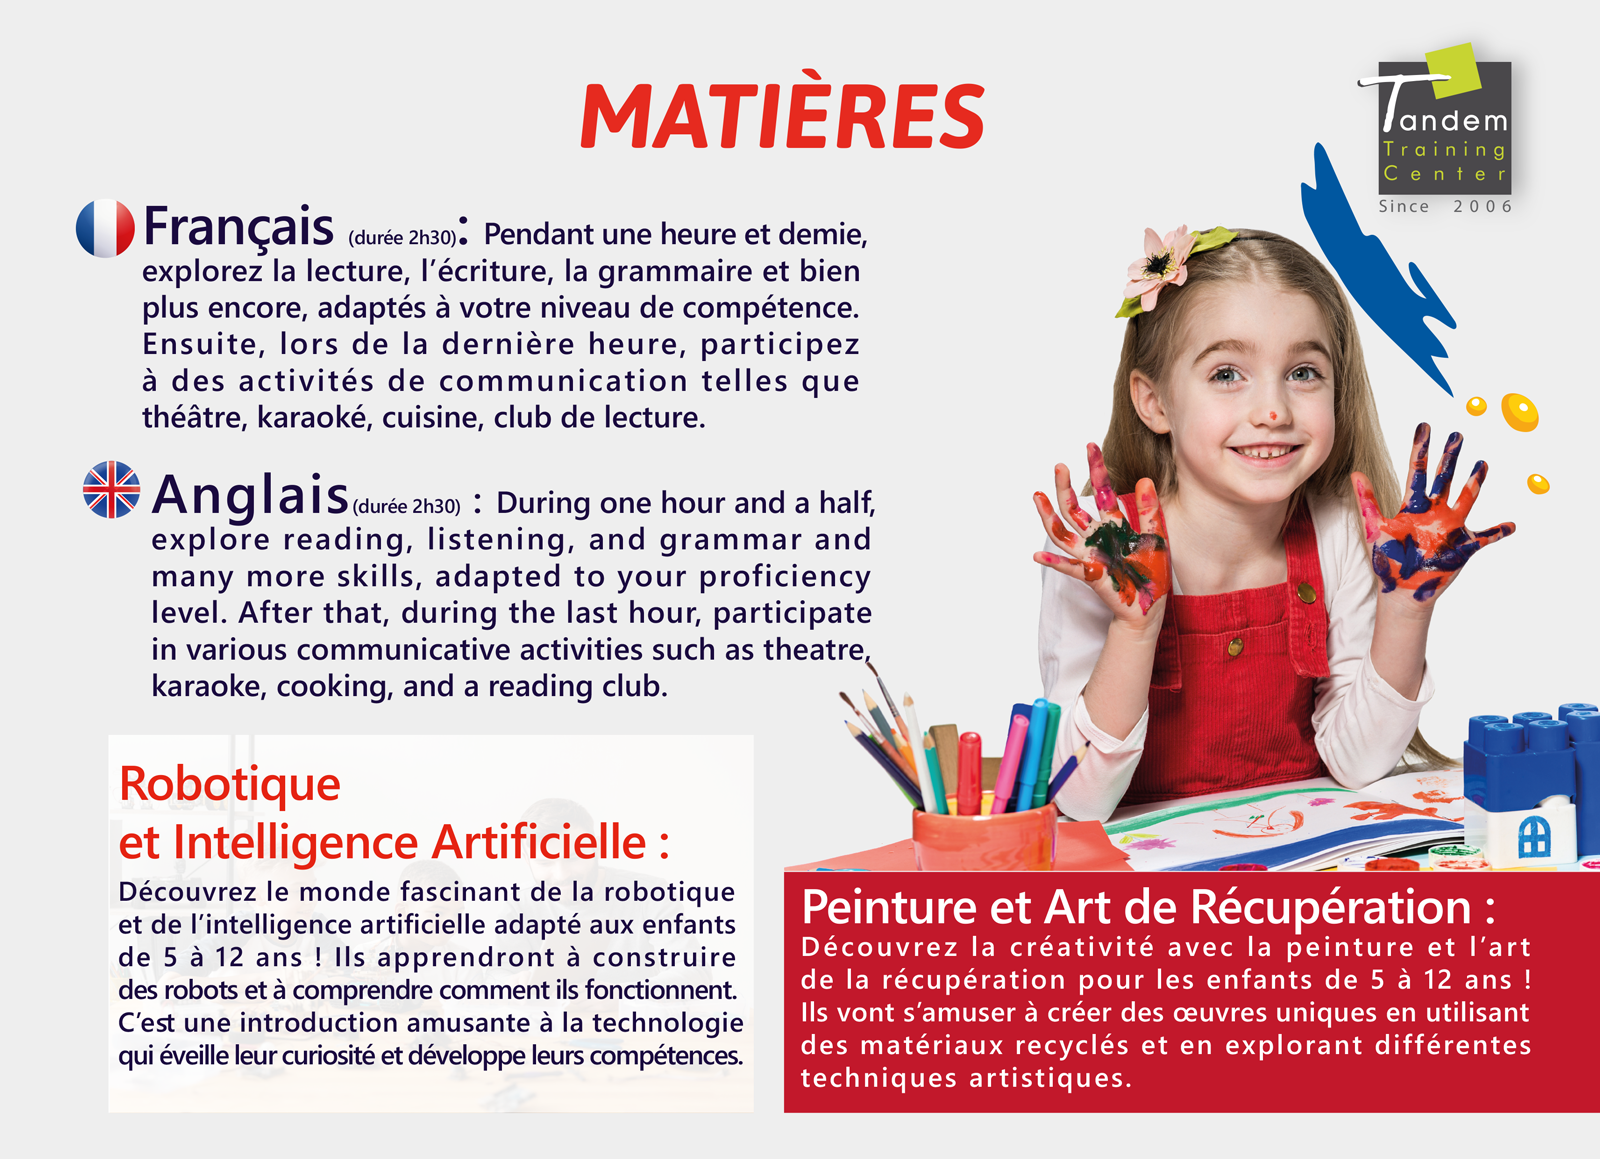 MATIÈRES
Tandem
Training
Center
Since 2006
Français (durée 2h30): Pendant une heure et demie,
explorez la lecture, l’écriture, la grammaire et bien
plus encore, adaptés à votre niveau de compétence.
Ensuite, lors de la dernière heure, participez
à des activités de communication telles que
théâtre, karaoké, cuisine, club de lecture.
Anglais (durée 2h30) : During one hour and a half,
explore reading, listening, and grammar and
many more skills, adapted to your proficiency
level. After that, during the last hour, participate
in various communicative activities such as theatre,
karaoke, cooking, and a reading club.
Robotique
et Intelligence Artificielle :
Découvrez le monde fascinant de la robotique
et de l’intelligence artificielle adapté aux enfants
de 5 à 12 ans ! Ils apprendront à construire
des robots et à comprendre comment ils fonctionnent.
C’est une introduction amusante à la technologie
qui éveille leur curiosité et développe leurs compétences.
Peinture et Art de Récupération :
Découvrez la créativité avec la peinture et l’art
de la récupération pour les enfants de 5 à 12 ans !
Ils vont s’amuser à créer des œuvres uniques en utilisant
des matériaux recyclés et en explorant différentes
techniques artistiques.